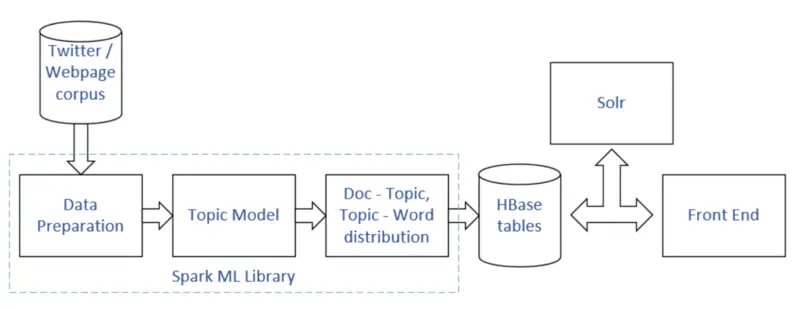 Twitter /
Webpage
corpus
Solr
Data
Preparation
Topic Model
Doc - Topic,
Topic - Word
distribution
HBase
tables
Front End
Spark ML Library